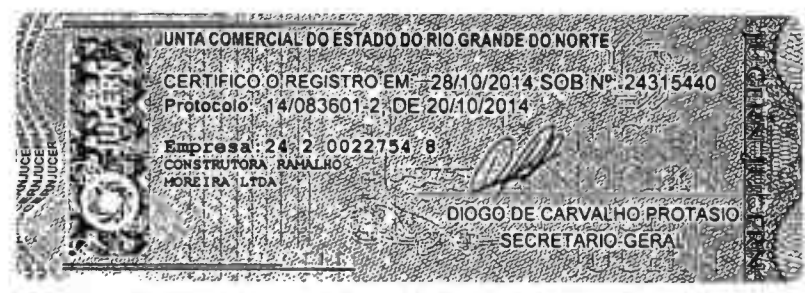 JUNTA COMERCIAL DO ESTADO DO RIO GRANDE DO NORTE
CERTIFICO O REGISTRO EM: 28/10/2014 SOB Nº: 24315440
Protocolo: 14/083601-2, DE 20/10/2014
Empresa:24 2 0022754 8
CONSTRUTORA RAMALHO
MOREIRA LTDA
DIOGO DE CARVALHO PROTASIO
SECRETARIO-GERAL
JUCERN